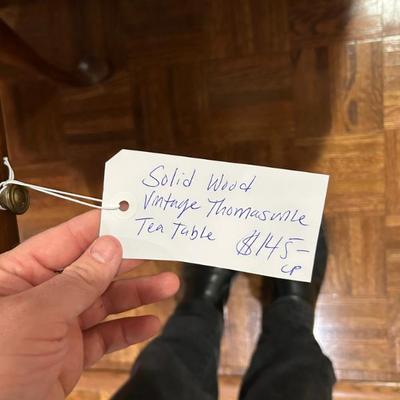 Solid Wood
Vintage Thomasville
Tea Table $145-
CP